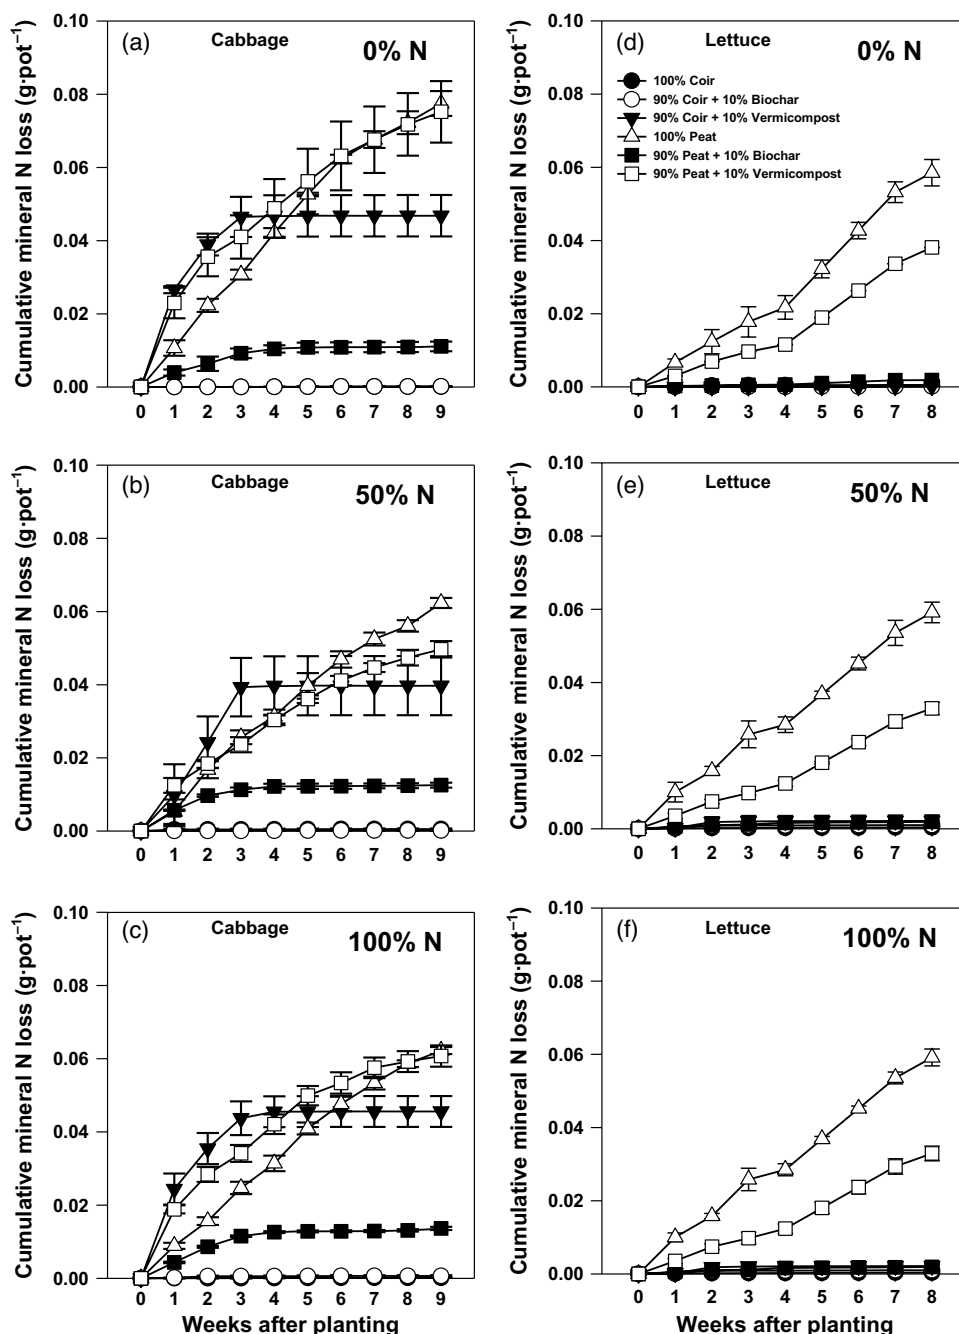 (a) Cabbage 0% N
Cumulative mineral N loss (g·pot⁻¹)
0.10
0.08
0.06
0.04
0.02
0.00
0 1 2 3 4 5 6 7 8 9
(d) Lettuce 0% N
100% Coir
90% Coir + 10% Biochar
90% Coir + 10% Vermicompost
100% Peat
90% Peat + 10% Biochar
90% Peat + 10% Vermicompost
Cumulative mineral N loss (g·pot⁻¹)
0.10
0.08
0.06
0.04
0.02
0.00
0 1 2 3 4 5 6 7 8
(b) Cabbage 50% N
Cumulative mineral N loss (g·pot⁻¹)
0.10
0.08
0.06
0.04
0.02
0.00
0 1 2 3 4 5 6 7 8 9
(e) Lettuce 50% N
Cumulative mineral N loss (g·pot⁻¹)
0.10
0.08
0.06
0.04
0.02
0.00
0 1 2 3 4 5 6 7 8
(c) Cabbage 100% N
Cumulative mineral N loss (g·pot⁻¹)
0.10
0.08
0.06
0.04
0.02
0.00
0 1 2 3 4 5 6 7 8 9
Weeks after planting
(f) Lettuce 100% N
Cumulative mineral N loss (g·pot⁻¹)
0.10
0.08
0.06
0.04
0.02
0.00
0 1 2 3 4 5 6 7 8
Weeks after planting